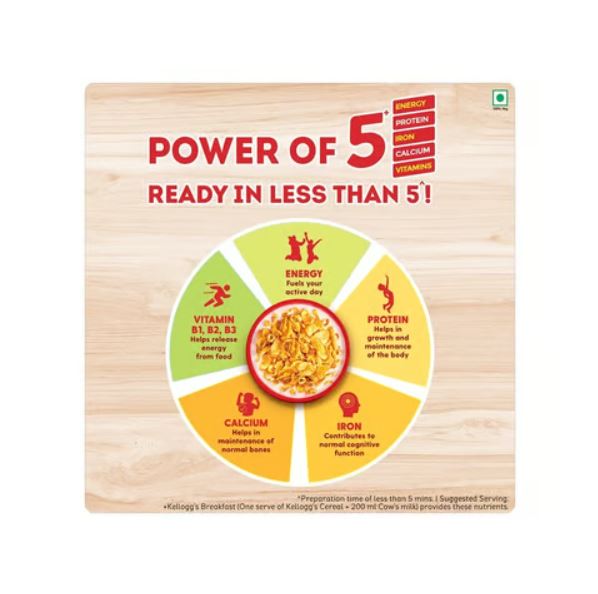 POWER OF 5+
ENERGY
PROTEIN
IRON
CALCIUM
VITAMINS
READY IN LESS THAN 5^!
ENERGY
Fuels your
active day
PROTEIN
Helps in
growth and
maintenance
of the body
IRON
Contributes to
normal cognitive
function
CALCIUM
Helps in
maintenance of
normal bones
VITAMIN
B1, B2, B3
Helps release
energy
from food
^Preparation time of less than 5 mins. | Suggested Serving.
+Kellogg's Breakfast (One serve of Kellogg's Cereal + 200 ml Cow's milk) provides these nutrients.